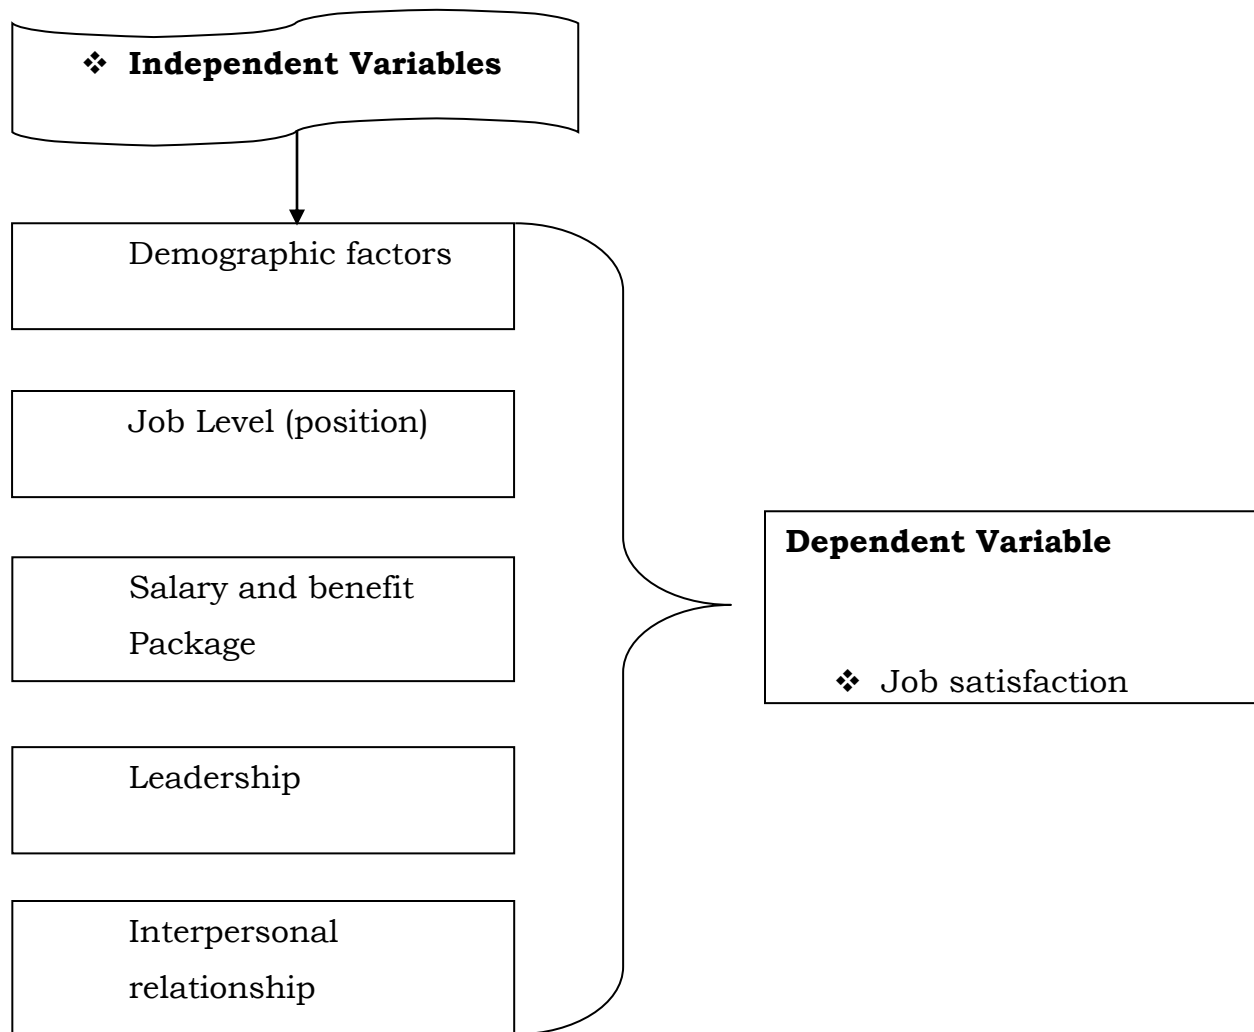 ❖ Independent Variables
Demographic factors
Job Level (position)
Salary and benefit
Package
Leadership
Interpersonal
relationship
Dependent Variable
❖ Job satisfaction